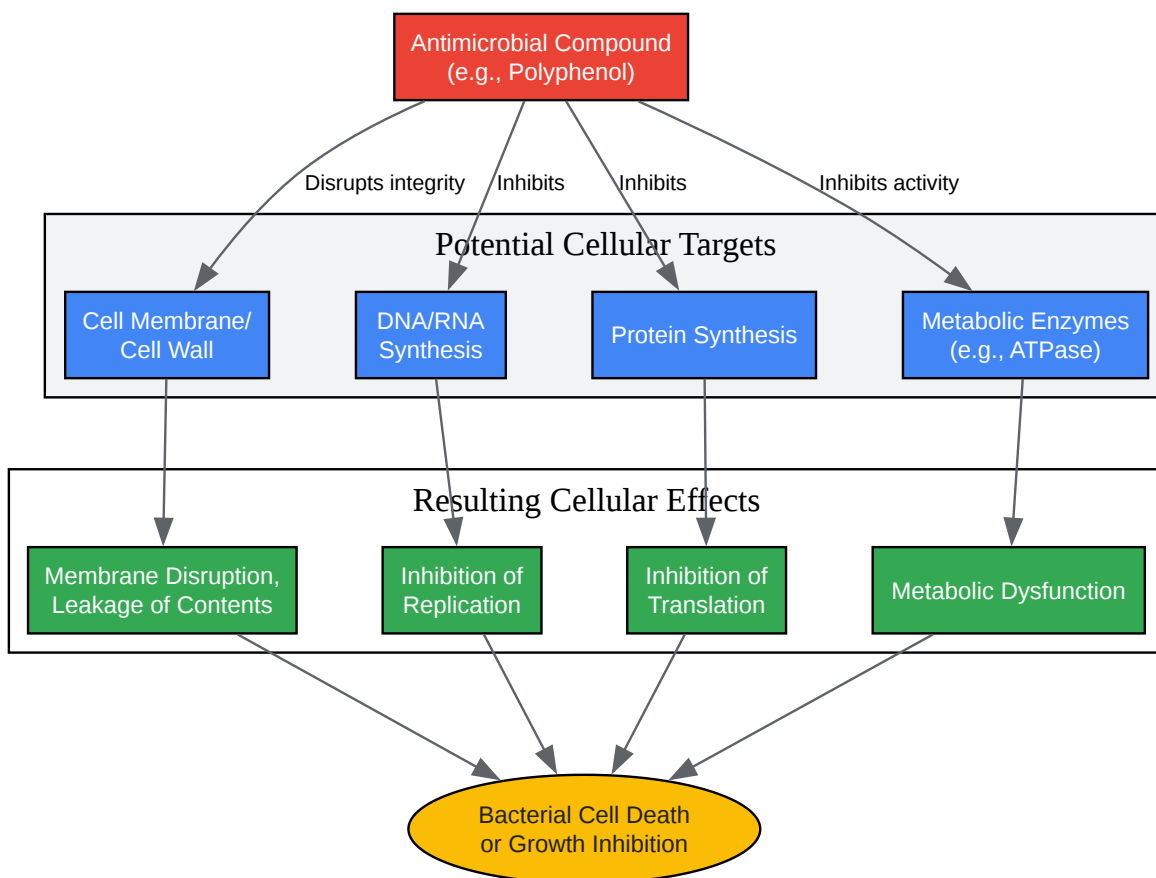 Antimicrobial Compound
(e.g., Polyphenol)
Disrupts integrity
Inhibits
Inhibits
Inhibits activity
Potential Cellular Targets
Cell Membrane/
Cell Wall
DNA/RNA
Synthesis
Protein Synthesis
Metabolic Enzymes
(e.g., ATPase)
Resulting Cellular Effects
Membrane Disruption,
Leakage of Contents
Inhibition of
Replication
Inhibition of
Translation
Metabolic Dysfunction
Bacterial Cell Death
or Growth Inhibition